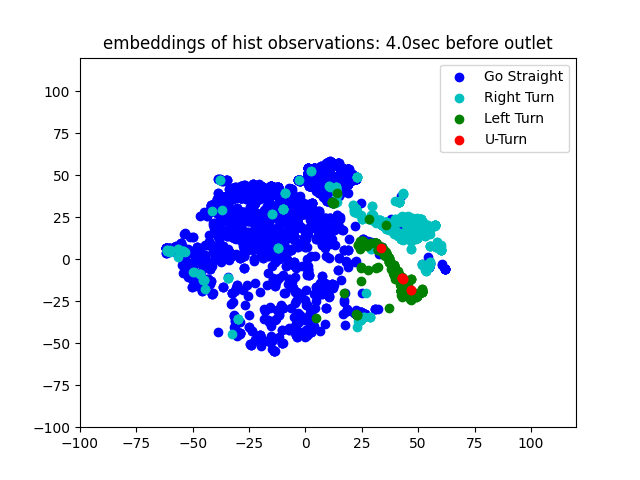 embeddings of hist observations: 4.0sec before outlet
Go Straight
Right Turn
Left Turn
U-Turn
100
75
50
25
0
−25
−50
−75
−100
−100 −75 −50 −25 0 25 50 75 100